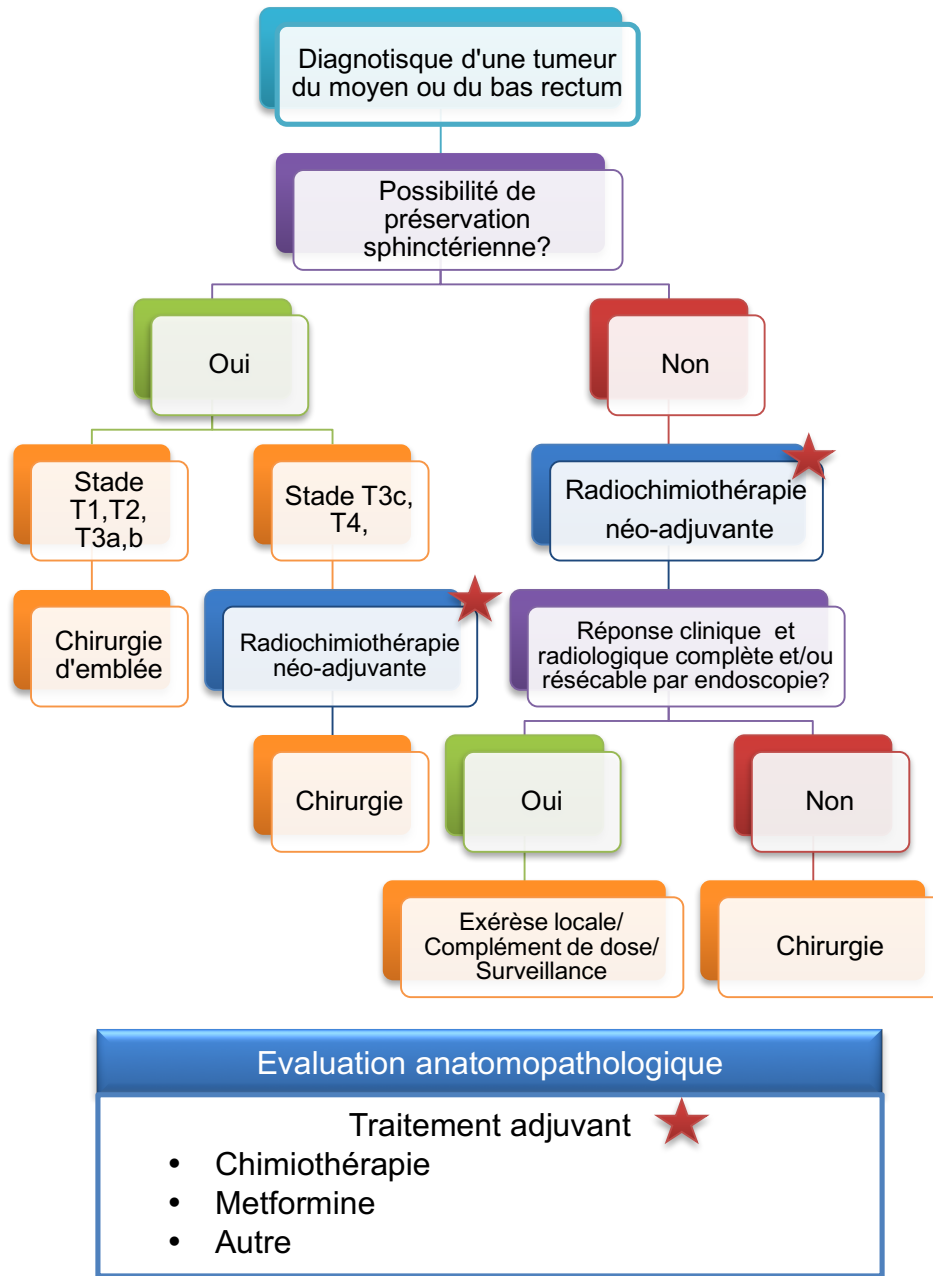 Diagnotisque d'une tumeur
du moyen ou du bas rectum
Possibilité de
préservation
sphinctérienne?
Oui
Non
Stade
T1,T2,
T3a,b
Stade T3c,
T4,
Radiochimiothérapie
néo-adjuvante
Chirurgie
d'emblée
Radiochimiothérapie
néo-adjuvante
Réponse clinique et
radiologique complète et/ou
résécable par endoscopie?
Chirurgie
Oui
Non
Exérèse locale/
Complément de dose/
Surveillance
Chirurgie
Evaluation anatomopathologique
Traitement adjuvant
• Chimiothérapie
• Metformine
• Autre